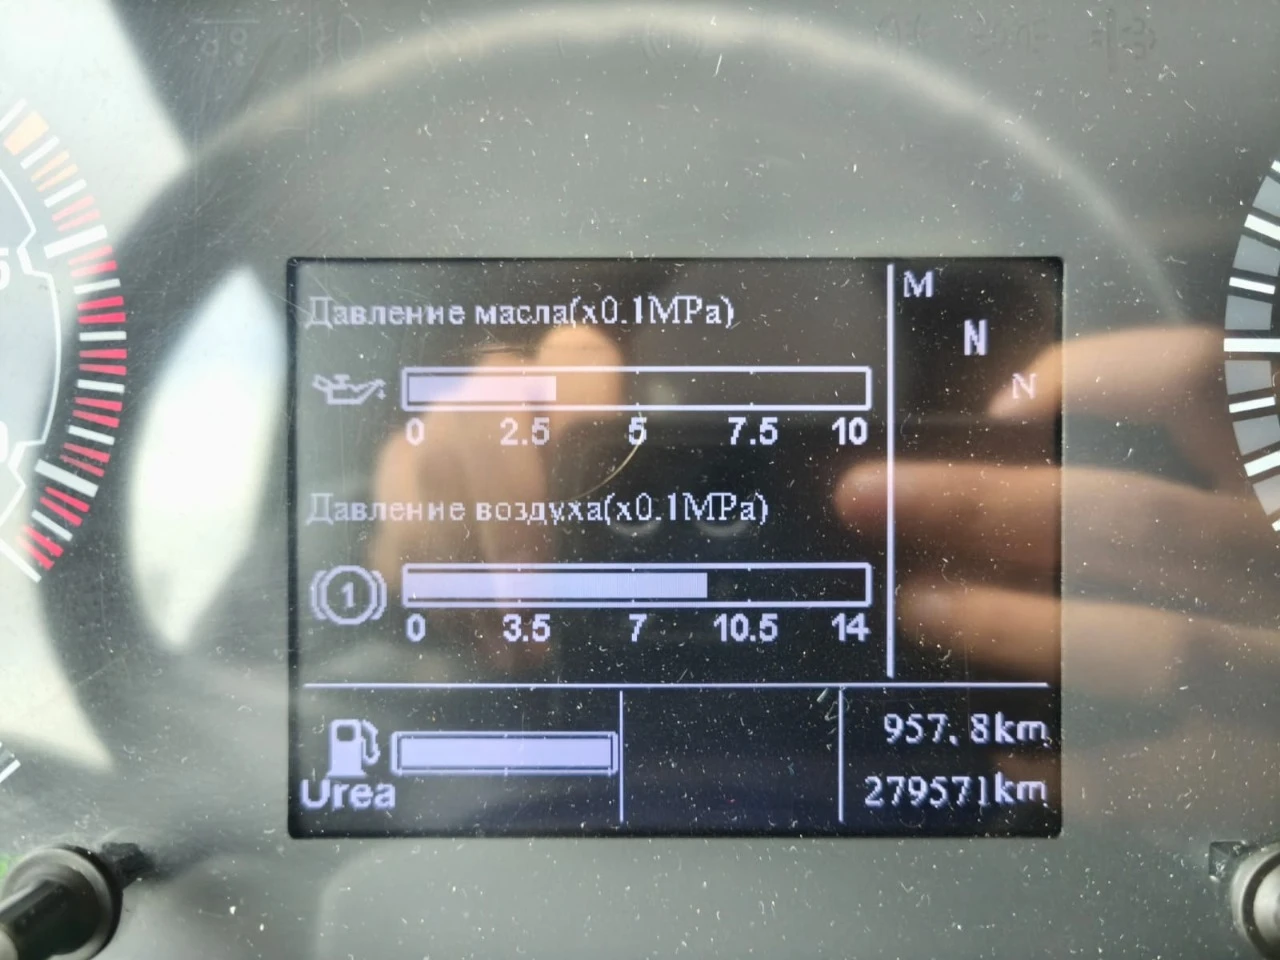 Давление масла(x0.1MPa)
M
N
N
0 2.5 5 7.5 10
Давление воздуха(x0.1MPa)
1
0 3.5 7 10.5 14
957.8km
Urea
279571km